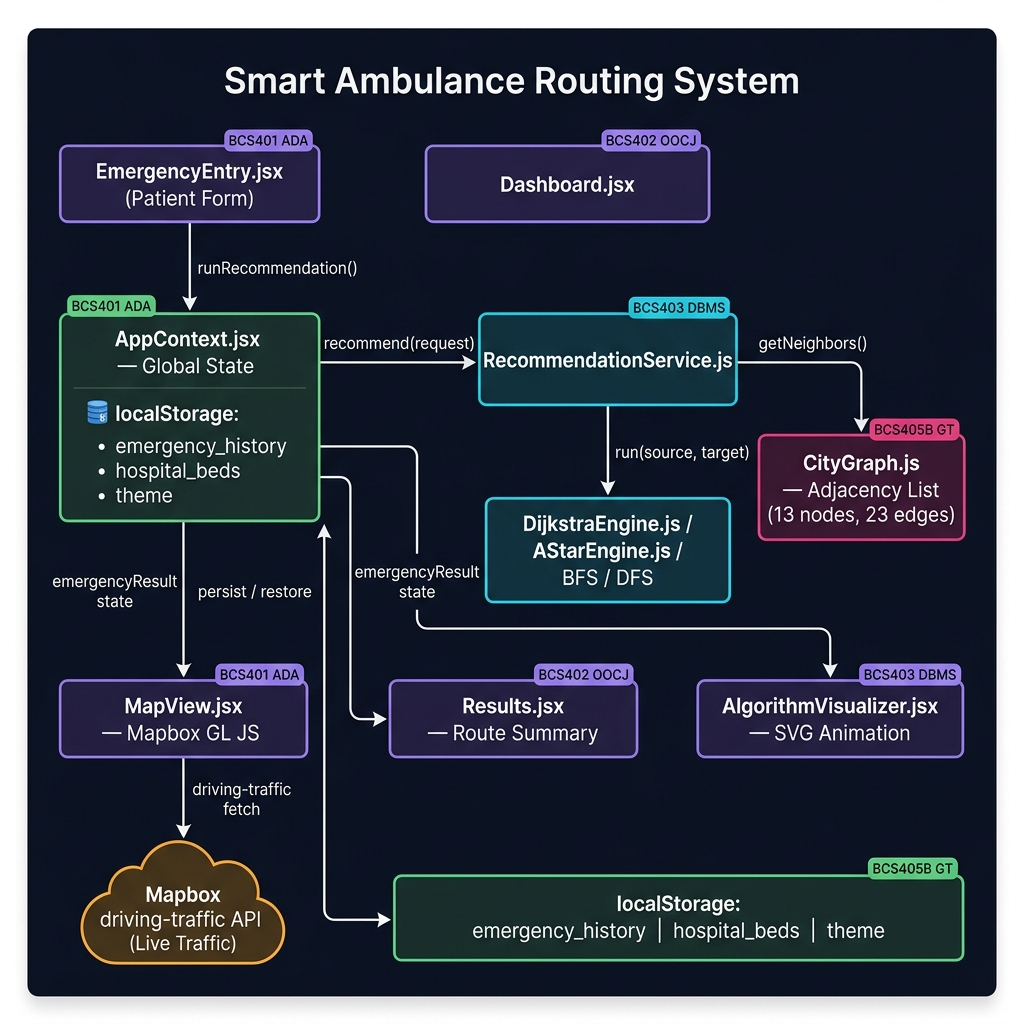 Smart Ambulance Routing System
BCS401 ADA
EmergencyEntry.jsx
(Patient Form)
BCS402 OOCJ
Dashboard.jsx
runRecommendation()
BCS401 ADA
AppContext.jsx
— Global State
localStorage:
• emergency_history
• hospital_beds
• theme
recommend(request)
BCS403 DBMS
RecommendationService.js
getNeighbors()
BCS405B GT
CityGraph.js
— Adjacency List
(13 nodes, 23 edges)
run(source, target)
DijkstraEngine.js /
AStarEngine.js /
BFS / DFS
emergencyResult
state
persist / restore
emergencyResult
state
BCS401 ADA
MapView.jsx
— Mapbox GL JS
BCS402 OOCJ
Results.jsx
— Route Summary
BCS403 DBMS
AlgorithmVisualizer.jsx
— SVG Animation
driving-traffic
fetch
Mapbox
driving-traffic API
(Live Traffic)
BCS405B GT
localStorage:
emergency_history | hospital_beds | theme